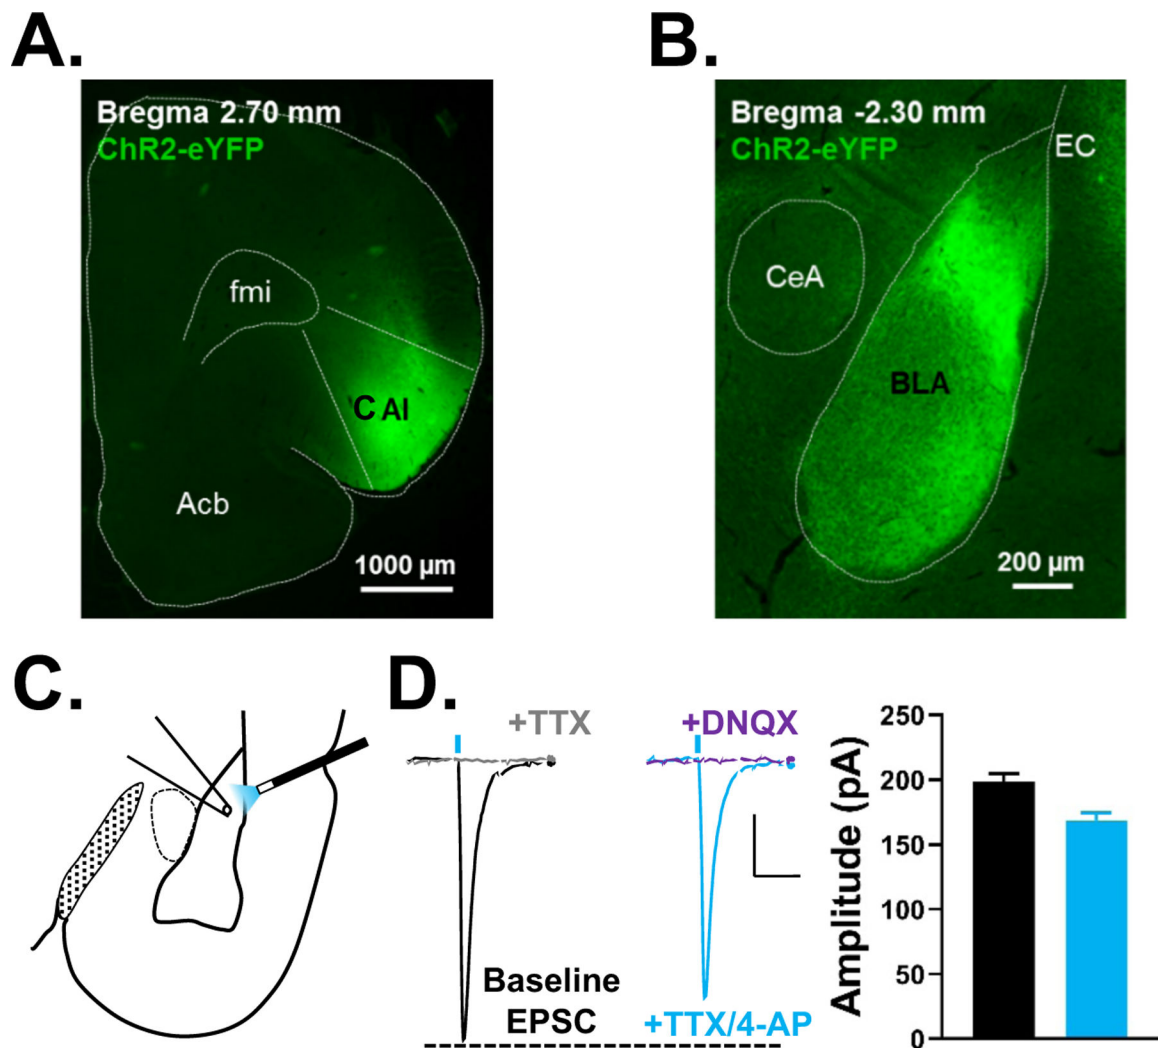 A.
Bregma 2.70 mm
ChR2-eYFP
fmi
C AI
Acb
1000 µm
B.
Bregma -2.30 mm
ChR2-eYFP
EC
CeA
BLA
200 µm
C.
D.
+TTX
+DNQX
Baseline
EPSC
+TTX/4-AP
Amplitude (pA)
250
200
150
100
50
0